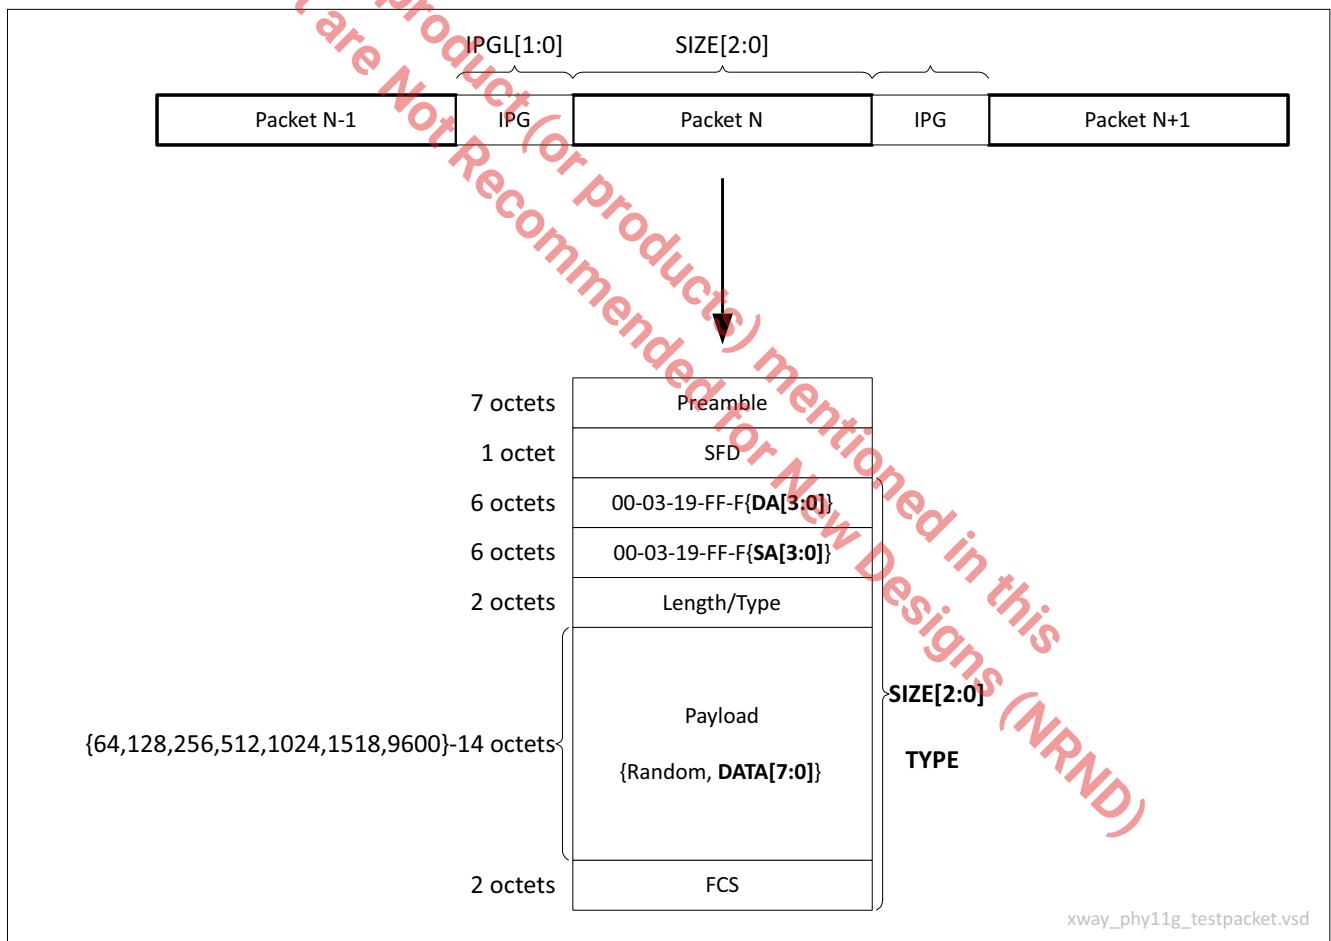 IPGL[1:0] SIZE[2:0]
Packet N-1 IPG Packet N IPG Packet N+1
7 octets Preamble
1 octet SFD
6 octets 00-03-19-FF-F{DA[3:0]}
6 octets 00-03-19-FF-F{SA[3:0]}
2 octets Length/Type
SIZE[2:0]
Payload
{64,128,256,512,1024,1518,9600}-14 octets
TYPE
{Random, DATA[7:0]}
2 octets FCS
xway_phy11g_testpacket.vsd
product (or products) mentioned in this
are Not Recommended for New Designs (NRND)